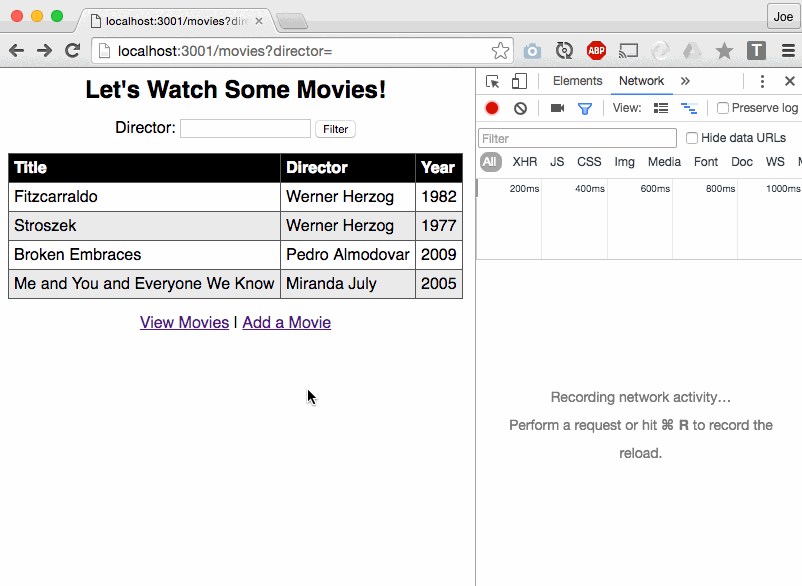 localhost:3001/movies?dire
Joe
localhost:3001/movies?director=
ABP
T
Let's Watch Some Movies!
Director:
Filter
Title Director Year
Fitzcarraldo Werner Herzog 1982
Stroszek Werner Herzog 1977
Broken Embraces Pedro Almodovar 2009
Me and You and Everyone We Know Miranda July 2005
View Movies | Add a Movie
Elements Network »
View: Preserve log
Filter Hide data URLs
All XHR JS CSS Img Media Font Doc WS
200ms 400ms 600ms 800ms 1000ms
Recording network activity…
Perform a request or hit ⌘ R to record the
reload.